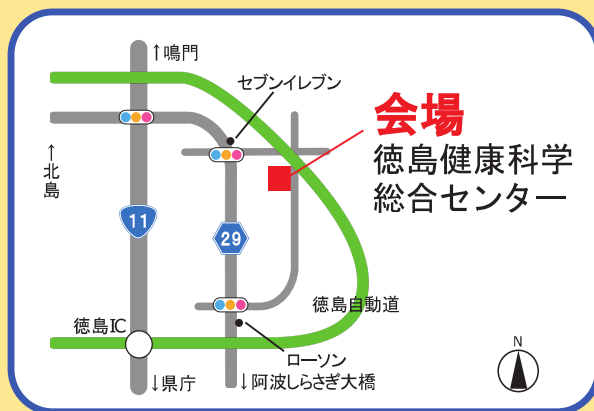 ↑鳴門
セブンイレブン
会場
徳島健康科学
総合センター
↑北島
11
29
徳島自動道
徳島IC
ローソン
↓県庁
↓阿波しらさぎ大橋
N